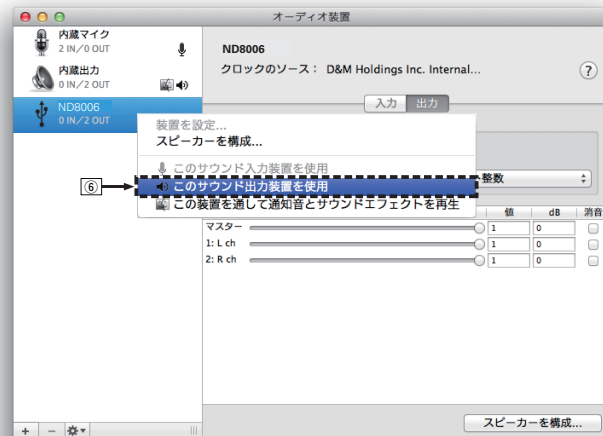 オーディオ装置
内蔵マイク
2 IN/0 OUT
内蔵出力
0 IN/2 OUT
ND8006
0 IN/2 OUT
ND8006
クロックのソース： D&M Holdings Inc. Internal...
?
入力 出力
装置を設定...
スピーカーを構成...
このサウンド入力装置を使用
⑥ このサウンド出力装置を使用
この装置を通して通知音とサウンドエフェクトを再生
整数
値 dB 消音
マスター 1 0
1: L ch 1 0
2: R ch 1 0
+ −
スピーカーを構成...